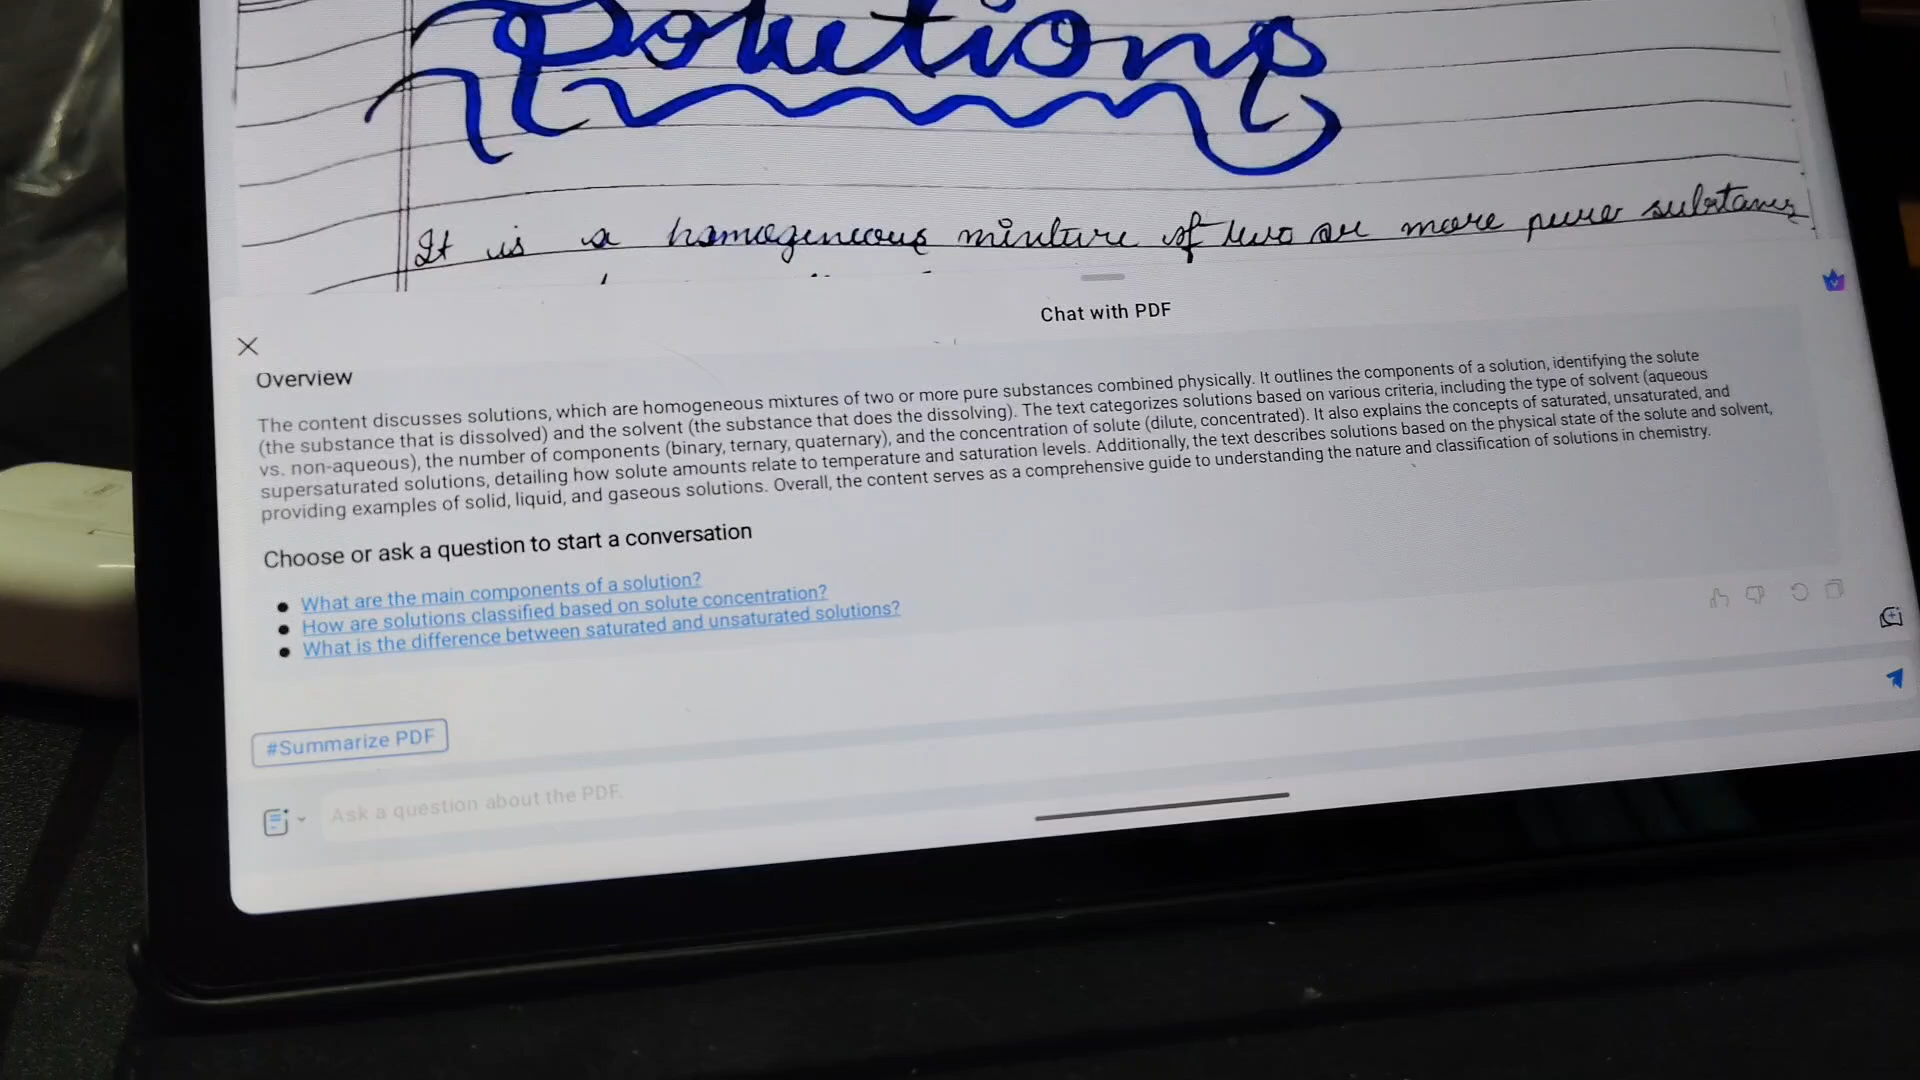 Solutions
It is a homogeneous mixture of two or more pure substances
Chat with PDF
Overview
The content discusses solutions, which are homogeneous mixtures of two or more pure substances combined physically. It outlines the components of a solution, identifying the solute
(the substance that is dissolved) and the solvent (the substance that does the dissolving). The text categorizes solutions based on various criteria, including the type of solvent (aqueous
vs. non-aqueous), the number of components (binary, ternary, quaternary), and the concentration of solute (dilute, concentrated). It also explains the concepts of saturated, unsaturated, and
supersaturated solutions, detailing how solute amounts relate to temperature and saturation levels. Additionally, the text describes solutions based on the physical state of the solute and solvent,
providing examples of solid, liquid, and gaseous solutions. Overall, the content serves as a comprehensive guide to understanding the nature and classification of solutions in chemistry.
Choose or ask a question to start a conversation
What are the main components of a solution?
How are solutions classified based on solute concentration?
What is the difference between saturated and unsaturated solutions?
#Summarize PDF
Ask a question about the PDF.